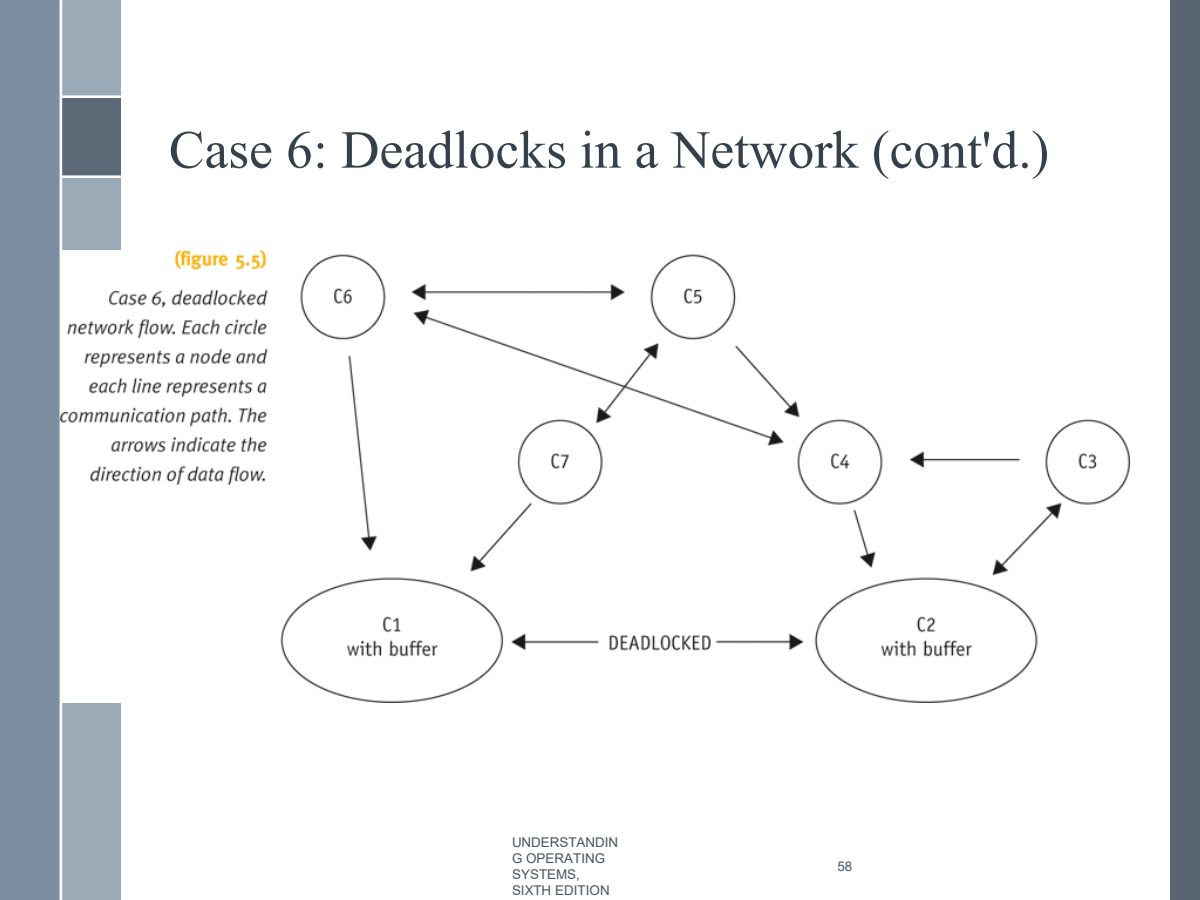 Case 6: Deadlocks in a Network (cont'd.)
(figure 5.5)
Case 6, deadlocked
network flow. Each circle
represents a node and
each line represents a
communication path. The
arrows indicate the
direction of data flow.
C6
C5
C7
C4
C3
C1
with buffer
DEADLOCKED
C2
with buffer
UNDERSTANDIN
G OPERATING
SYSTEMS,
SIXTH EDITION
58